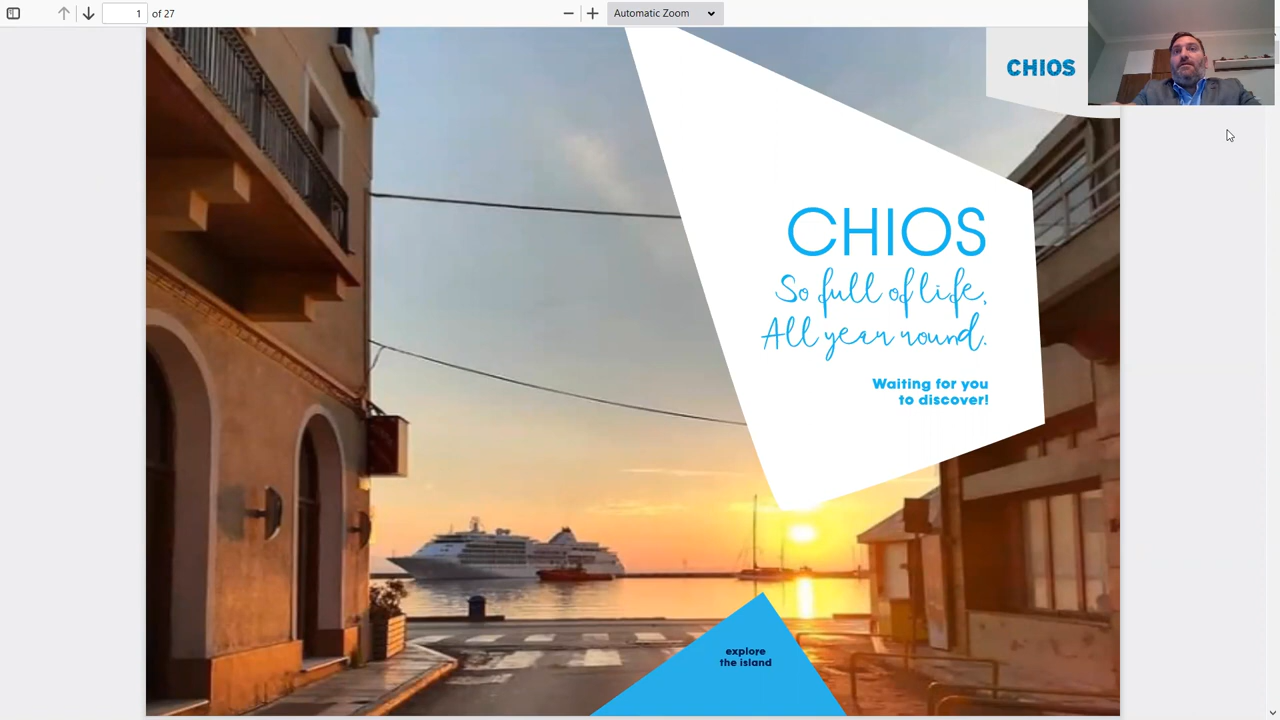 1 of 27
Automatic Zoom
CHIOS
CHIOS
So full of life,
All year round.
Waiting for you
to discover!
explore
the island